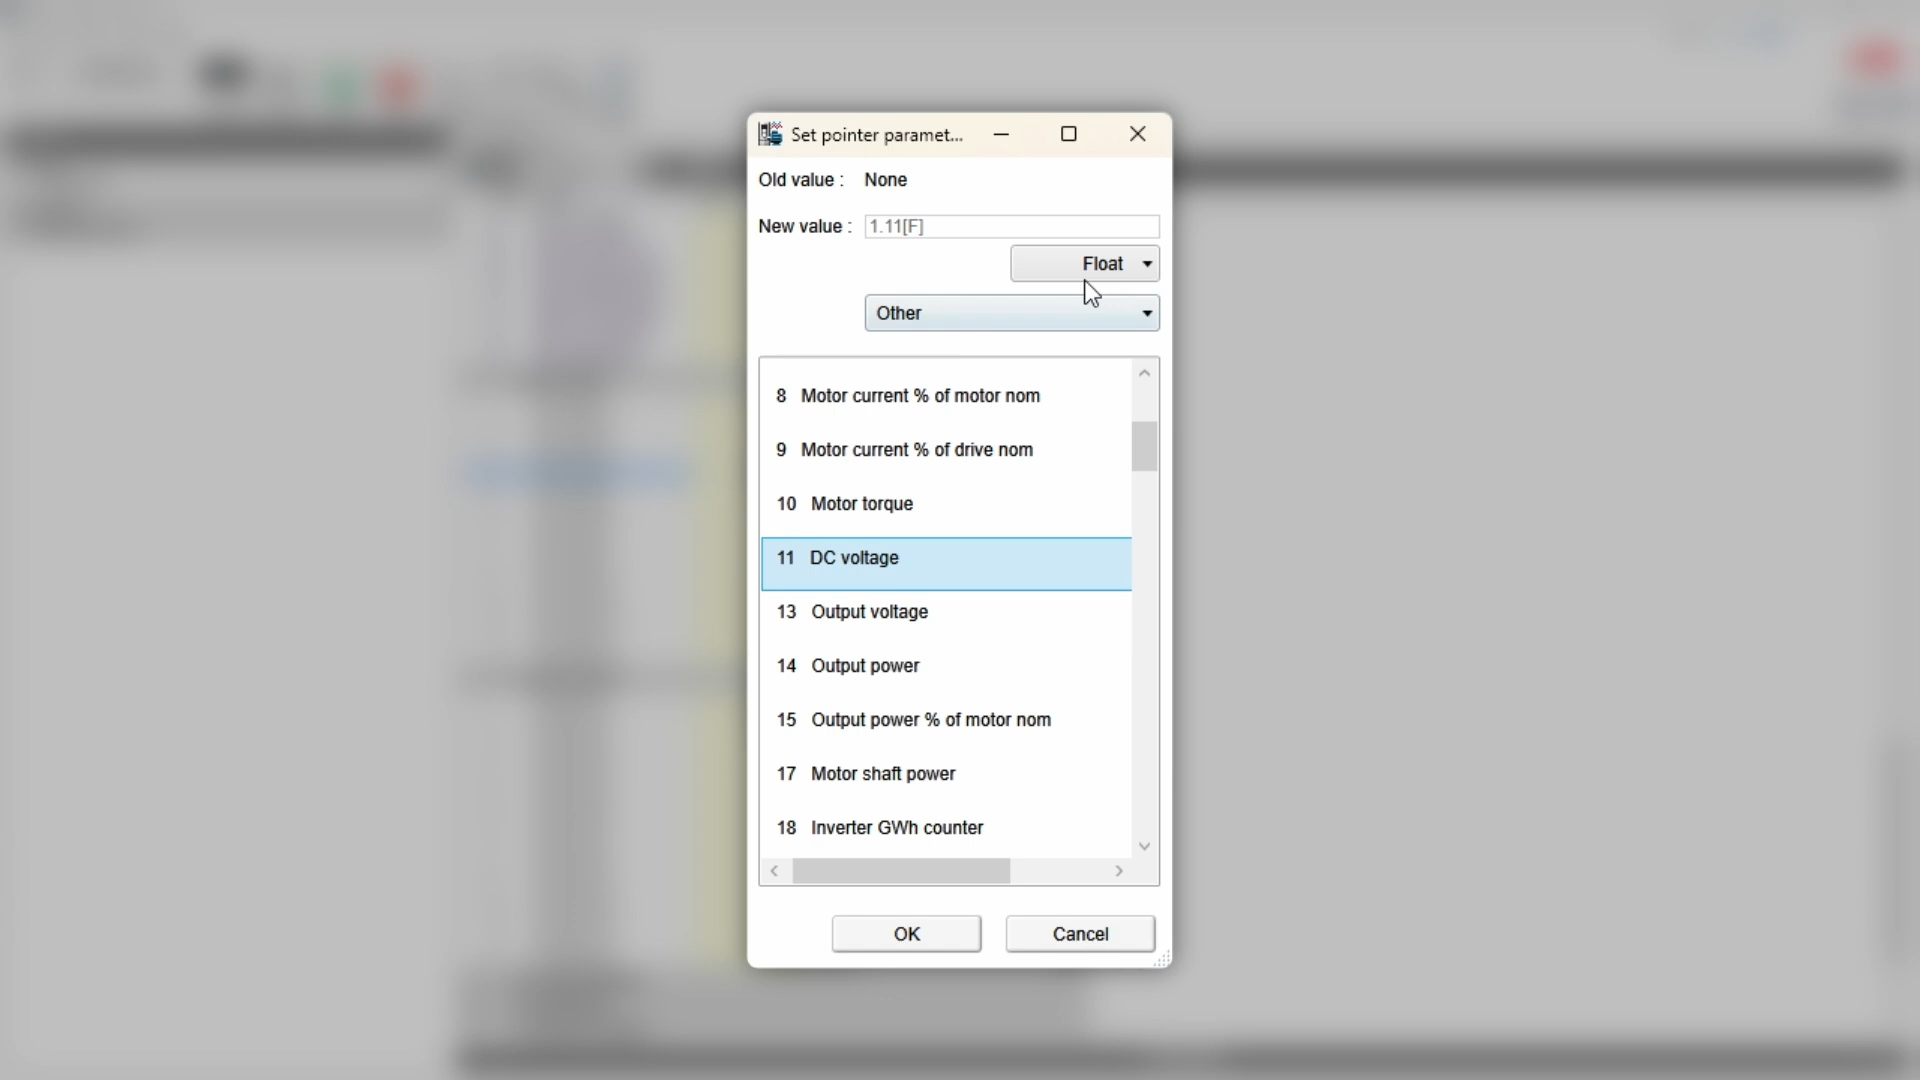 Set pointer paramet...
Old value : None
New value : 1.11[F]
Float
Other
8 Motor current % of motor nom
9 Motor current % of drive nom
10 Motor torque
11 DC voltage
13 Output voltage
14 Output power
15 Output power % of motor nom
17 Motor shaft power
18 Inverter GWh counter
OK Cancel